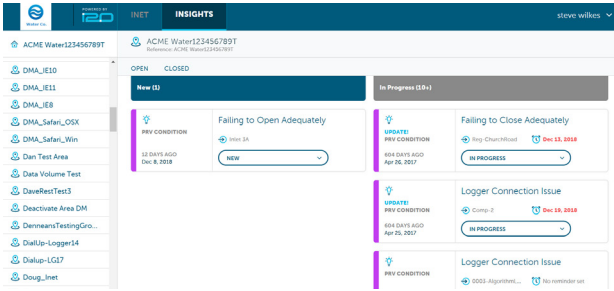 Water Co.
POWERED BY
i2O
INET
INSIGHTS
steve wilkes
ACME Water123456789T
ACME Water123456789T
Reference: ACME Water123456789T
OPEN
CLOSED
DMA_IE10
DMA_IE11
DMA_IE8
DMA_Safari_OSX
DMA_Safari_Win
Dan Test Area
Data Volume Test
DaveRestTest3
Deactivate Area DM
DenneansTestingGro...
DialUp-Logger14
Dialup-LG17
Doug_Inet
New (1)
PRV CONDITION
12 DAYS AGO
Dec 8, 2018
Failing to Open Adequately
Inlet 3A
NEW
In Progress (10+)
UPDATE!
PRV CONDITION
604 DAYS AGO
Apr 26, 2017
Failing to Close Adequately
Reg-ChurchRoad
Dec 13, 2018
IN PROGRESS
UPDATE!
PRV CONDITION
604 DAYS AGO
Apr 25, 2017
Logger Connection Issue
Comp-2
Dec 19, 2018
IN PROGRESS
PRV CONDITION
Logger Connection Issue
0001-Algorithml...
No reminder set